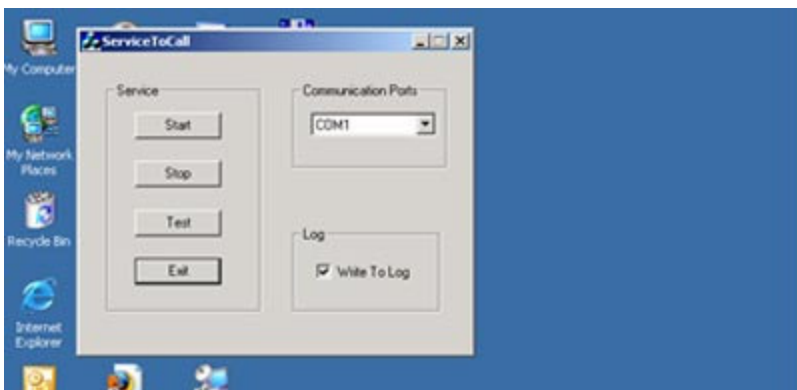 ServiceToCall
My Computer
Service
Communication Ports
Start
COM1
My Network
Places
Stop
Test
Recycle Bin
Log
Exit
Write To Log
Internet
Explorer